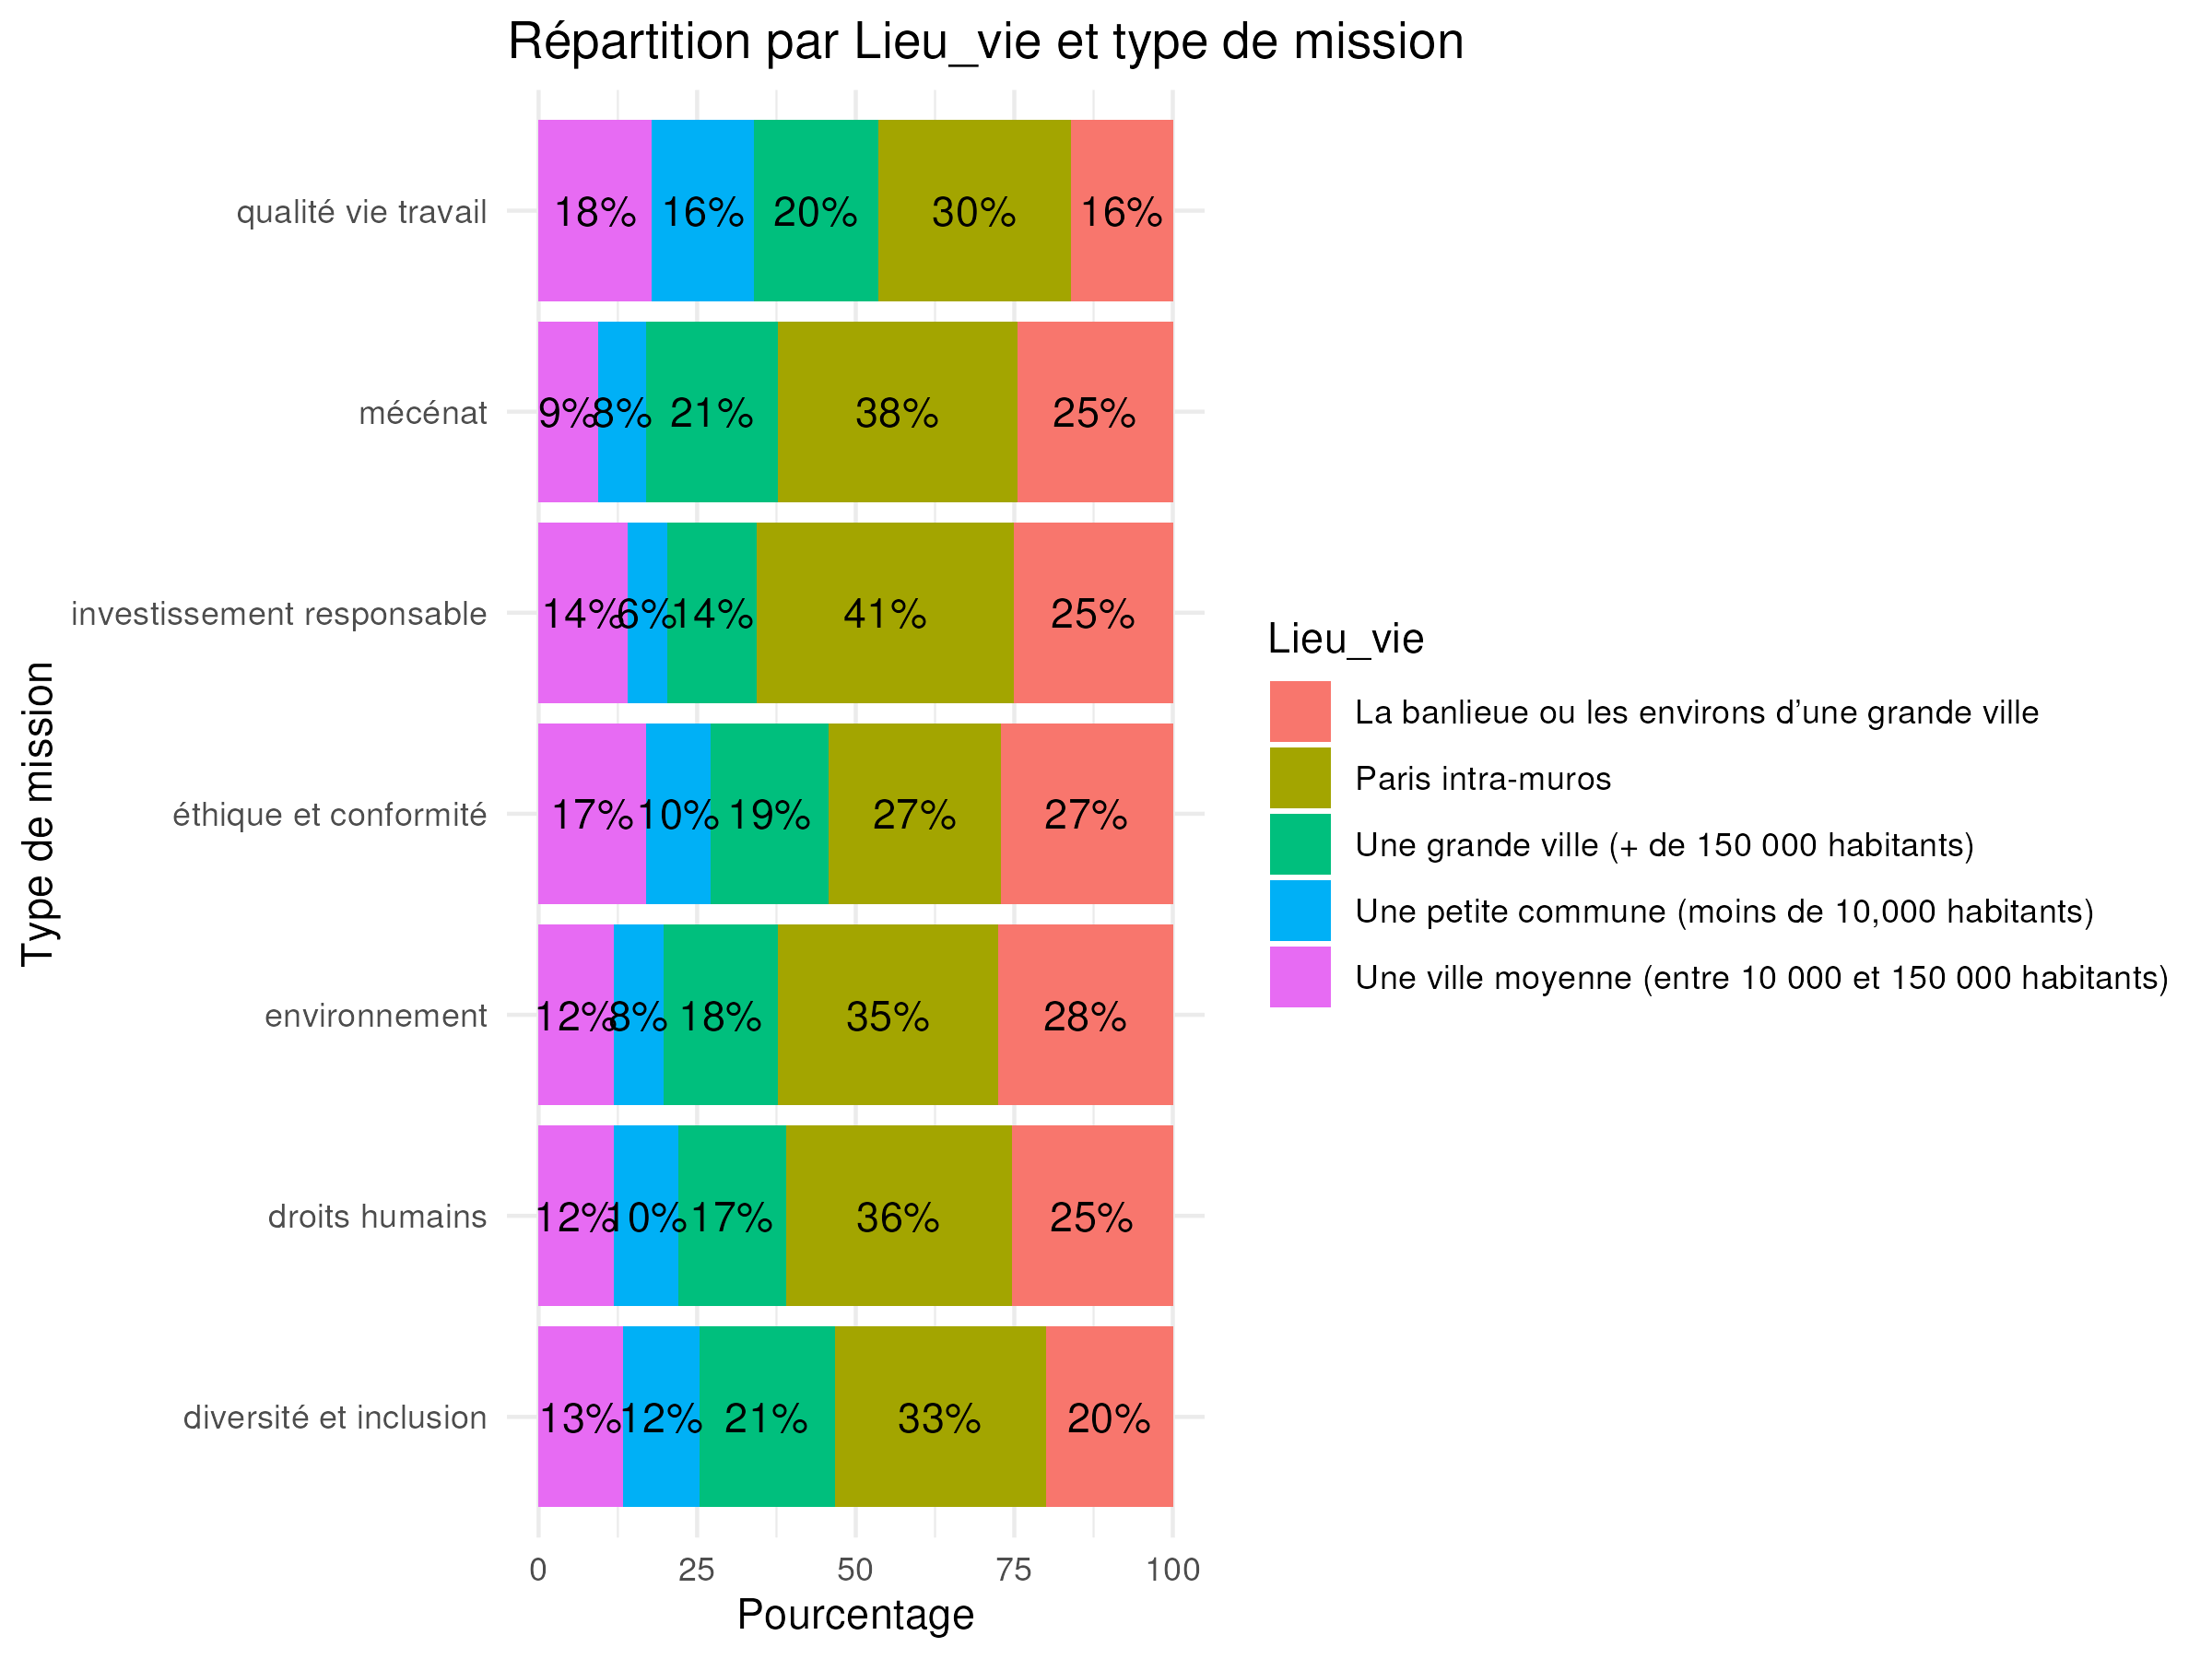 Répartition par Lieu_vie et type de mission
Type de mission
qualité vie travail
18% 16% 20% 30% 16%
mécénat
9% 8% 21% 38% 25%
investissement responsable
14% 6% 14% 41% 25%
éthique et conformité
17% 10% 19% 27% 27%
environnement
12% 8% 18% 35% 28%
droits humains
12% 10% 17% 36% 25%
diversité et inclusion
13% 12% 21% 33% 20%
0 25 50 75 100
Pourcentage
Lieu_vie
La banlieue ou les environs d’une grande ville
Paris intra-muros
Une grande ville (+ de 150 000 habitants)
Une petite commune (moins de 10,000 habitants)
Une ville moyenne (entre 10 000 et 150 000 habitants)